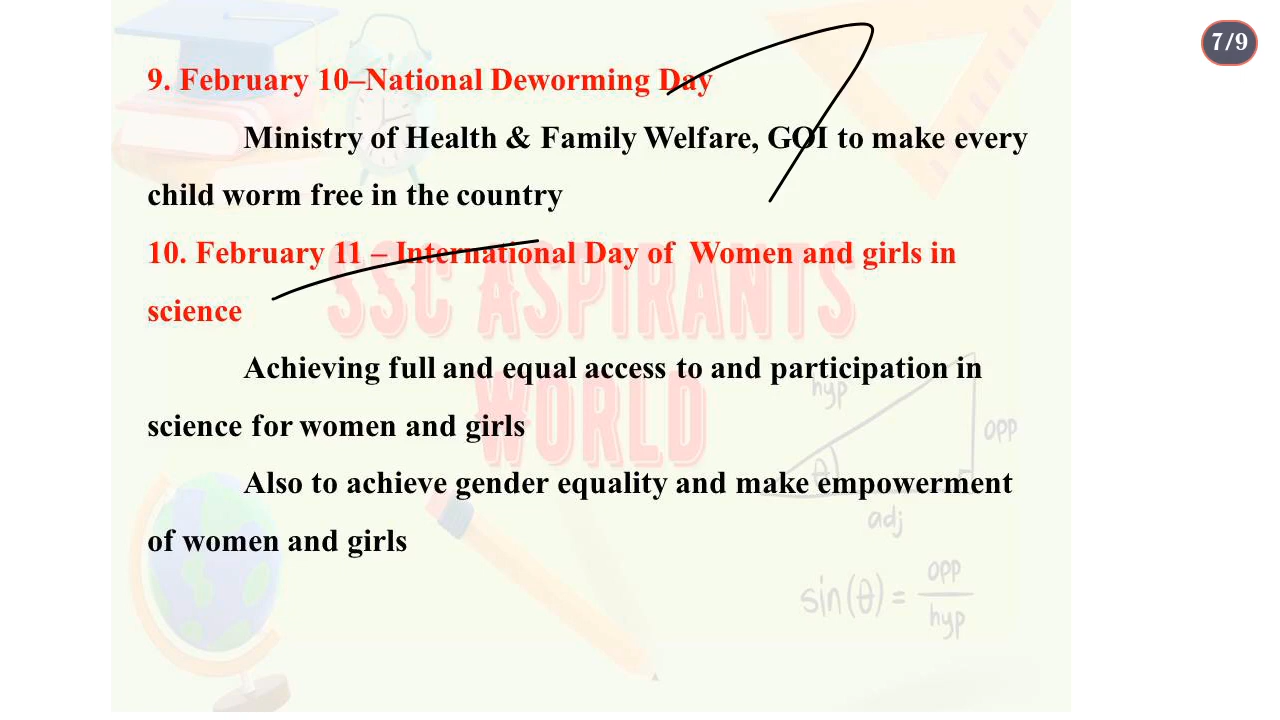 7/9
9. February 10–National Deworming Day
Ministry of Health & Family Welfare, GOI to make every
child worm free in the country
10. February 11 – International Day of Women and girls in
science
SSC ASPIRANTS
Achieving full and equal access to and participation in
hyp
WORLD
science for women and girls
opp
θ
Also to achieve gender equality and make empowerment
adj
of women and girls
sin(θ) = opp
hyp